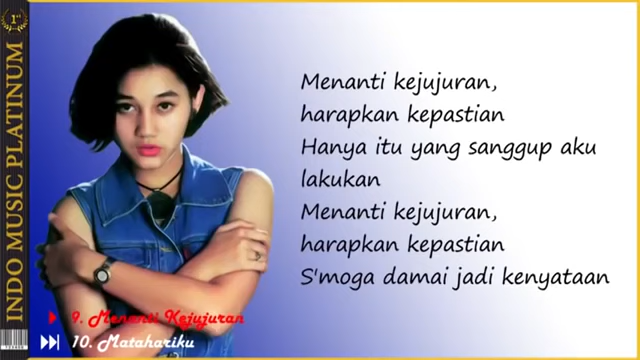 INDO MUSIC PLATINUM
1st
Menanti kejujuran,
harapkan kepastian
Hanya itu yang sanggup aku
lakukan
Menanti kejujuran,
harapkan kepastian
S'moga damai jadi kenyataan
9. Menanti Kejujuran
10. Matahariku